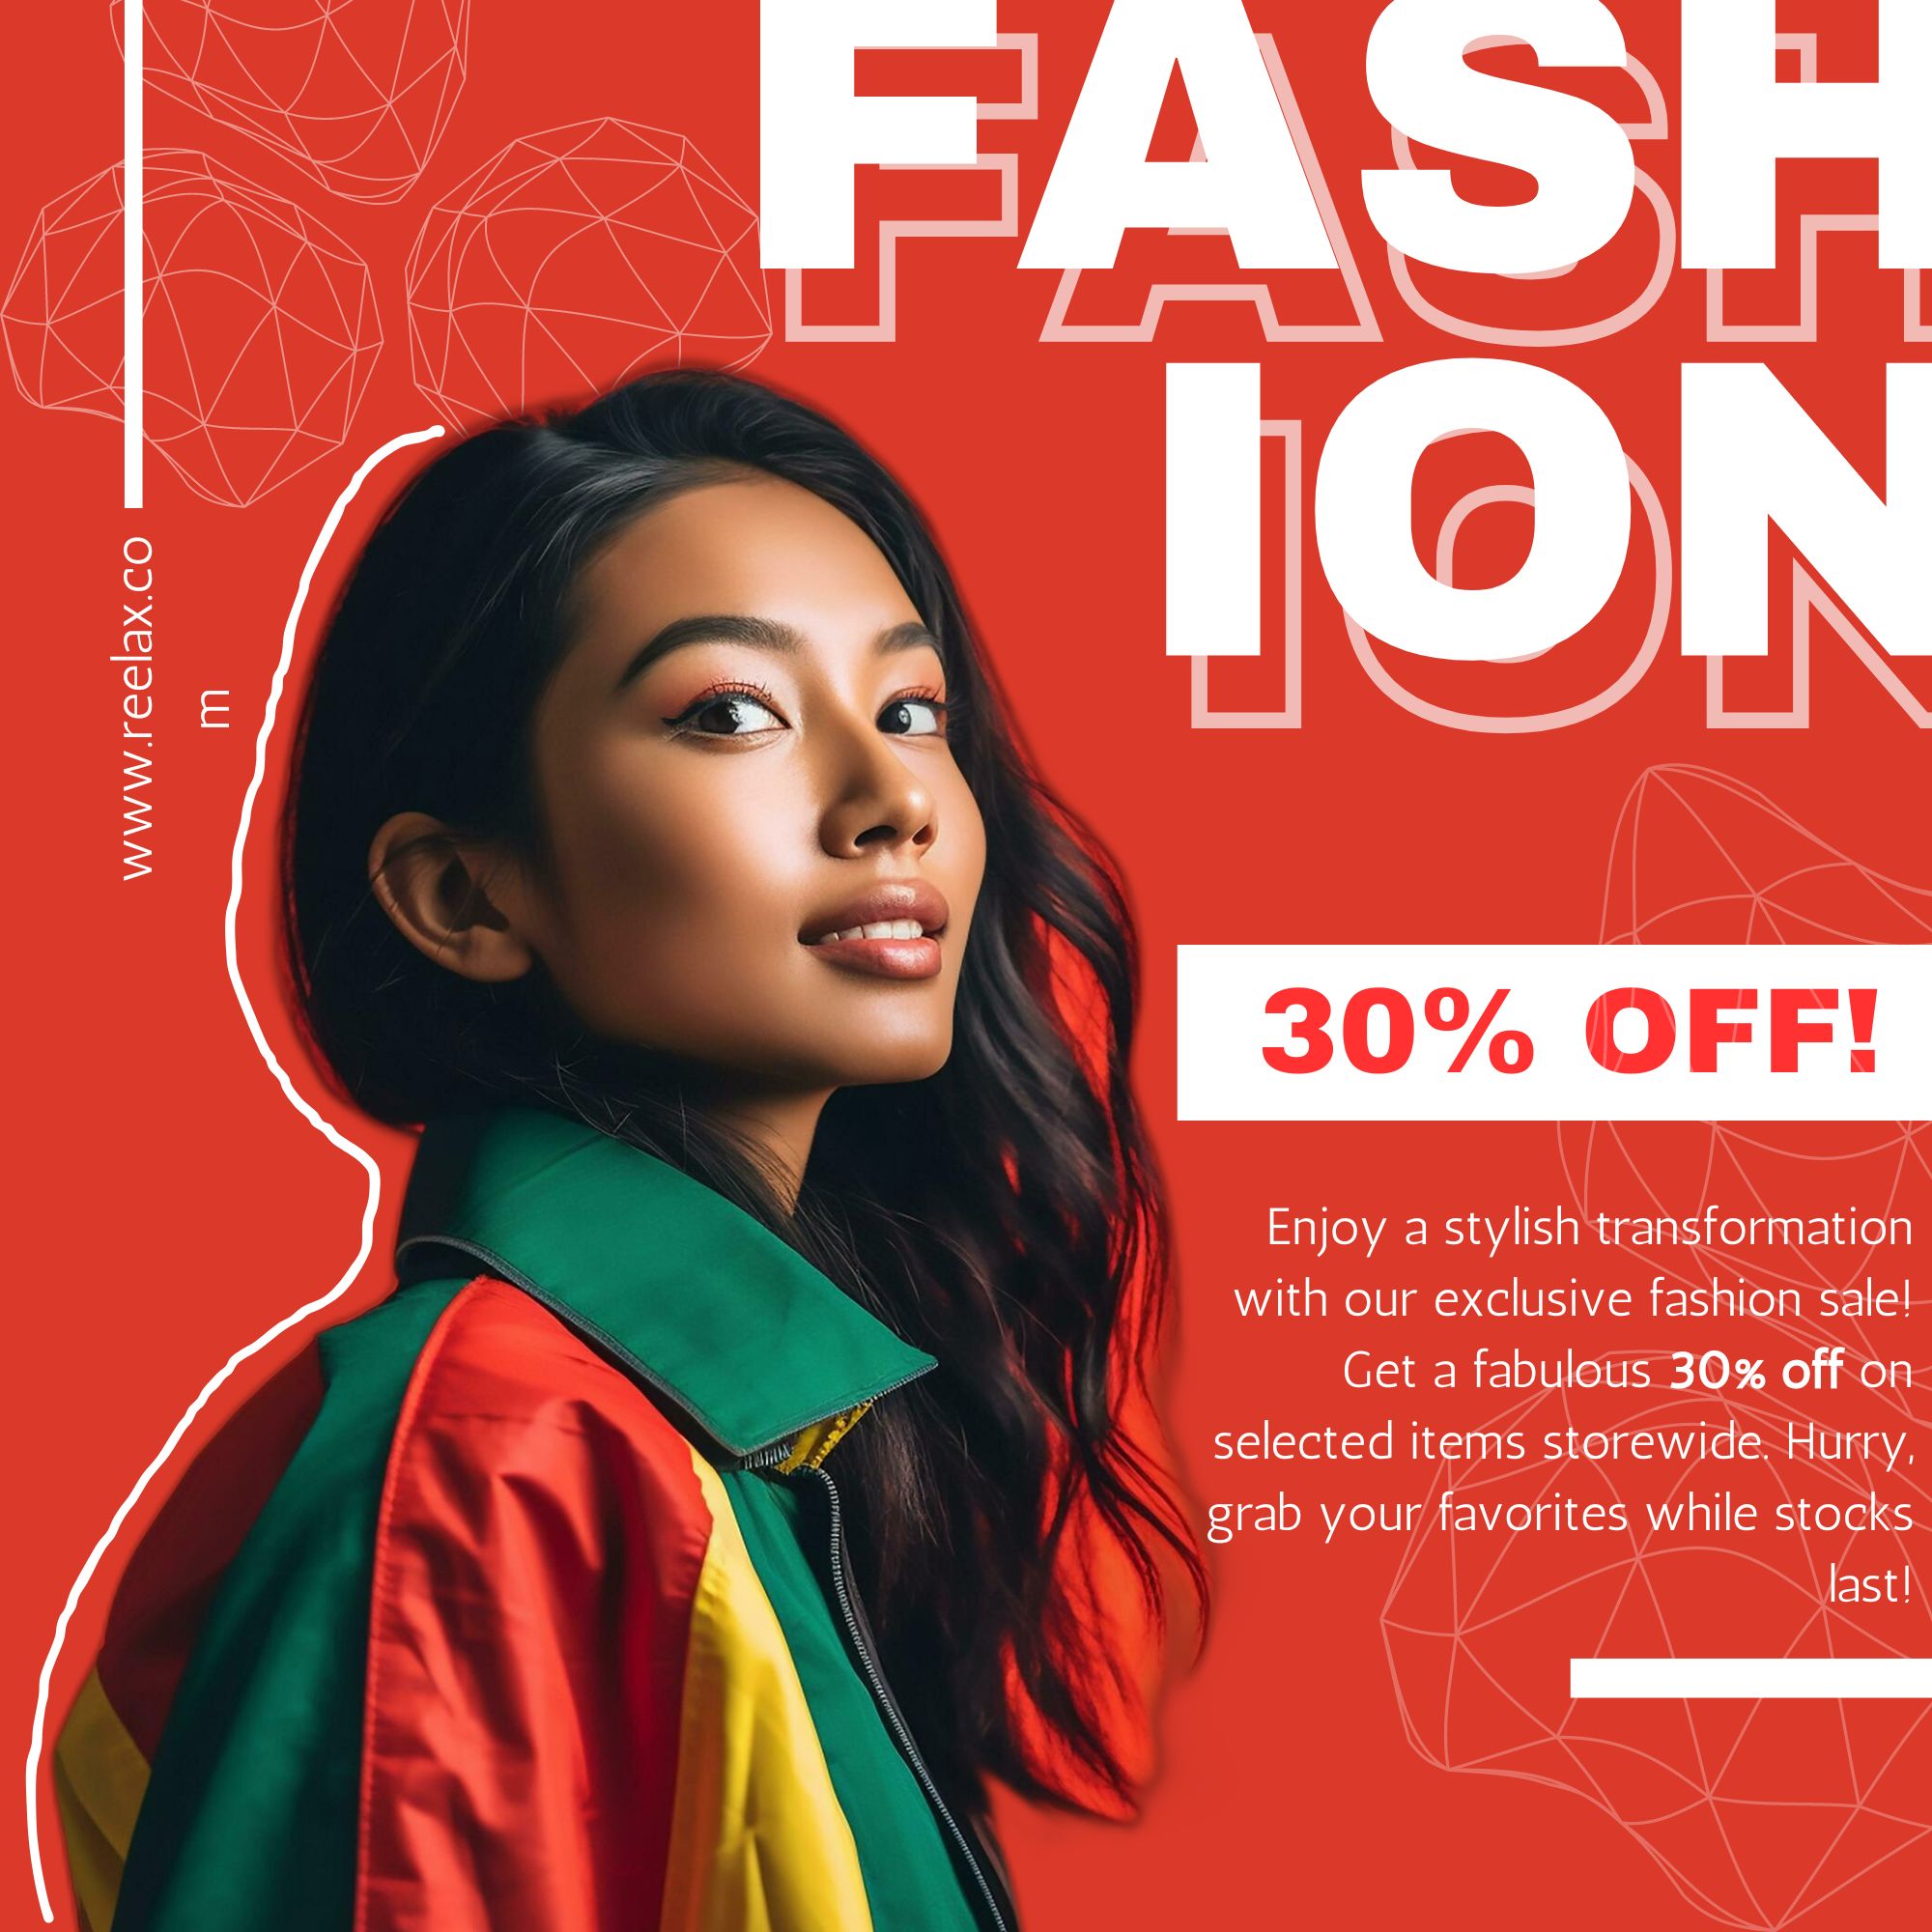 FASH
ION
www.reelax.co
m
30% OFF!
Enjoy a stylish transformation
with our exclusive fashion sale!
Get a fabulous 30% off on
selected items storewide. Hurry,
grab your favorites while stocks
last!